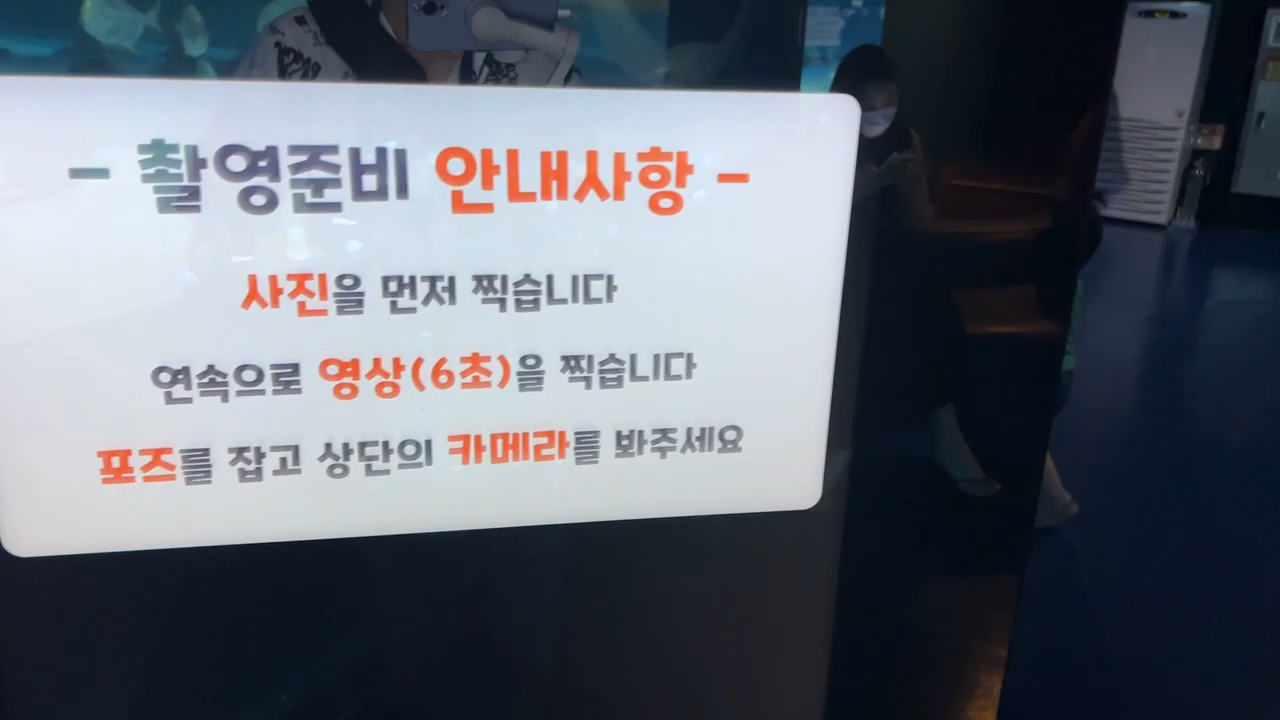 - 촬영준비 안내사항 -
사진을 먼저 찍습니다
연속으로 영상(6초)을 찍습니다
포즈를 잡고 상단의 카메라를 봐주세요